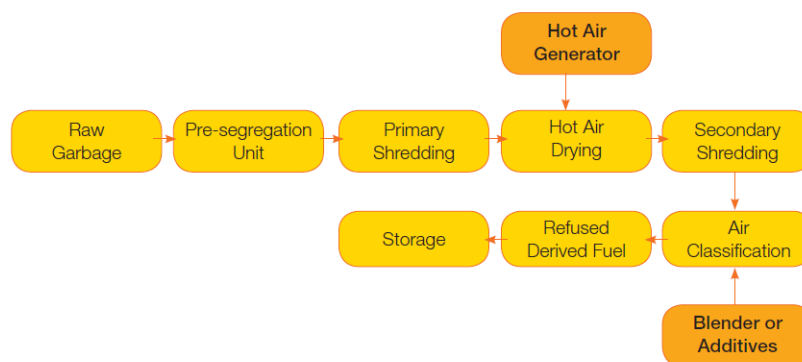 Hot Air
Generator
Raw
Garbage
Pre-segregation
Unit
Primary
Shredding
Hot Air
Drying
Secondary
Shredding
Storage
Refused
Derived Fuel
Air
Classification
Blender or
Additives